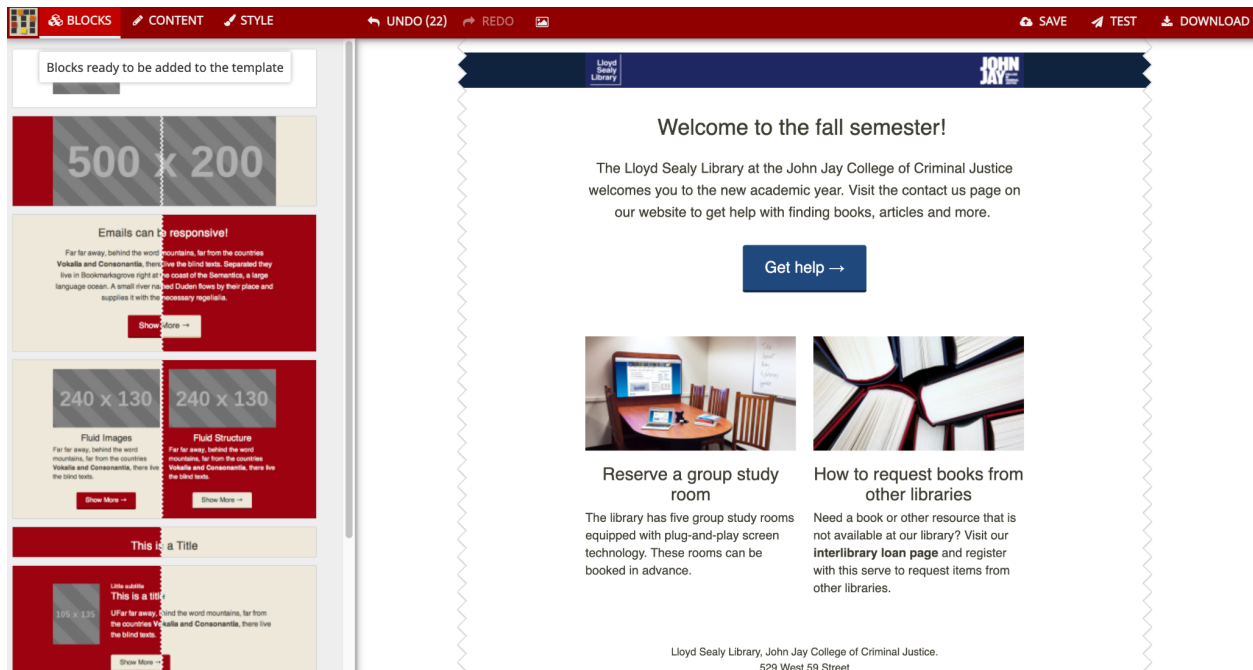 BLOCKS CONTENT STYLE UNDO (22) REDO SAVE TEST DOWNLOAD
Blocks ready to be added to the template
500 x 200
Emails can be responsive!
Far far away, behind the word mountains, far from the countries
Vokalia and Consonantia, there live the blind texts. Separated they
live in Bookmarksgrove right at the coast of the Semantics, a large
language ocean. A small river named Duden flows by their place and
supplies it with the necessary regelialia.
Show More →
240 x 130 240 x 130
Fluid Images
Far far away, behind the word
mountains, far from the countries
Vokalia and Consonantia, there live
the blind texts.
Show More →
Fluid Structure
Far far away, behind the word
mountains, far from the countries
Vokalia and Consonantia, there live
the blind texts.
Show More →
This is a Title
105 x 135
Little subtitle
This is a title
UFar far away, behind the word mountains, far from
the countries Vokalia and Consonantia, there live
the blind texts.
Show More →
Lloyd
Sealy
Library
JOHN
JAY
Welcome to the fall semester!
The Lloyd Sealy Library at the John Jay College of Criminal Justice
welcomes you to the new academic year. Visit the contact us page on
our website to get help with finding books, articles and more.
Get help →
Reserve a group study
room
The library has five group study rooms
equipped with plug-and-play screen
technology. These rooms can be
booked in advance.
How to request books from
other libraries
Need a book or other resource that is
not available at our library? Visit our
interlibrary loan page and register
with this serve to request items from
other libraries.
Lloyd Sealy Library, John Jay College of Criminal Justice.
529 West 59 Street